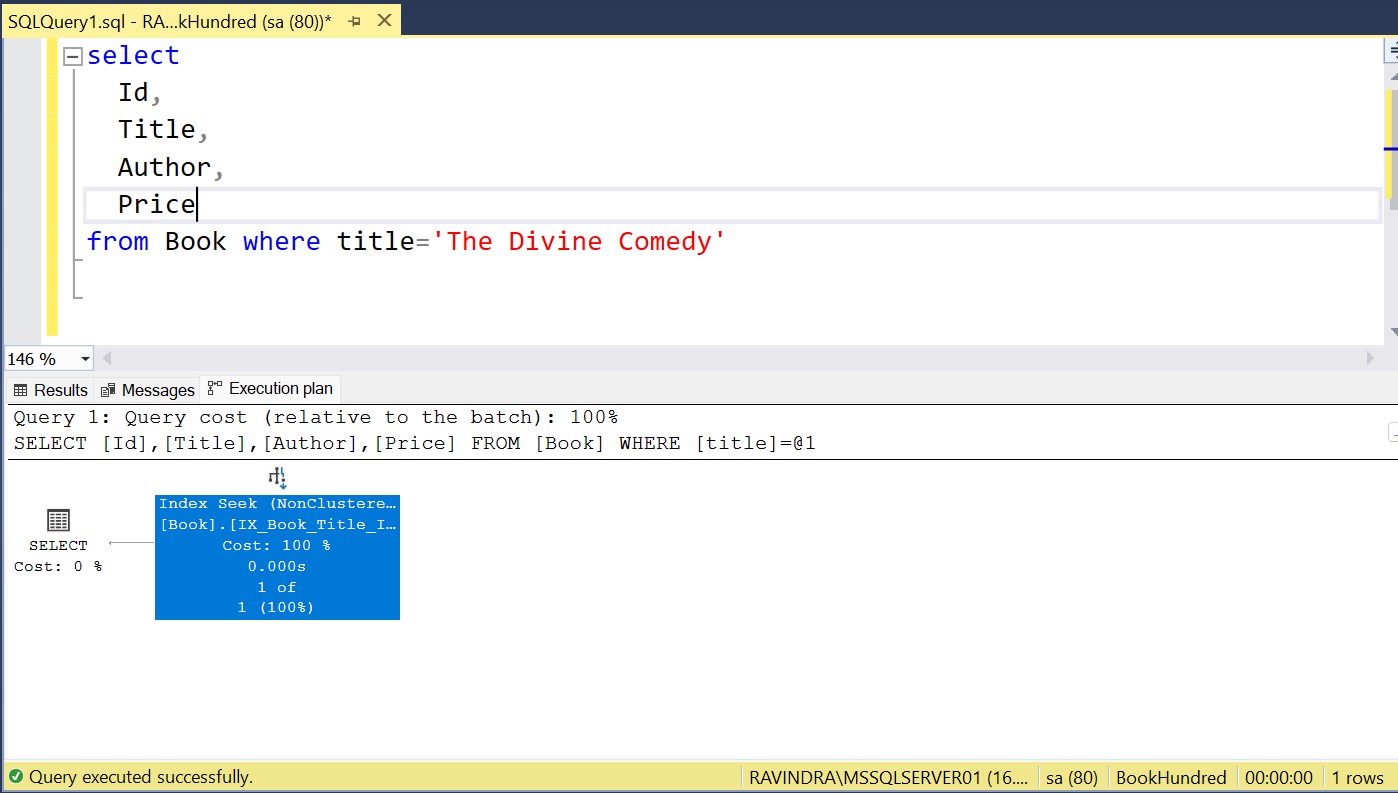 SQLQuery1.sql - RA...kHundred (sa (80))*
select
Id,
Title,
Author,
Price
from Book where title='The Divine Comedy'
146 %
Results Messages Execution plan
Query 1: Query cost (relative to the batch): 100%
SELECT [Id],[Title],[Author],[Price] FROM [Book] WHERE [title]=@1
Index Seek (NonClustere...
[Book].[IX_Book_Title_I...
Cost: 100 %
0.000s
1 of
1 (100%)
SELECT
Cost: 0 %
Query executed successfully.
RAVINDRA\MSSQLSERVER01 (16....
sa (80)
BookHundred
00:00:00
1 rows